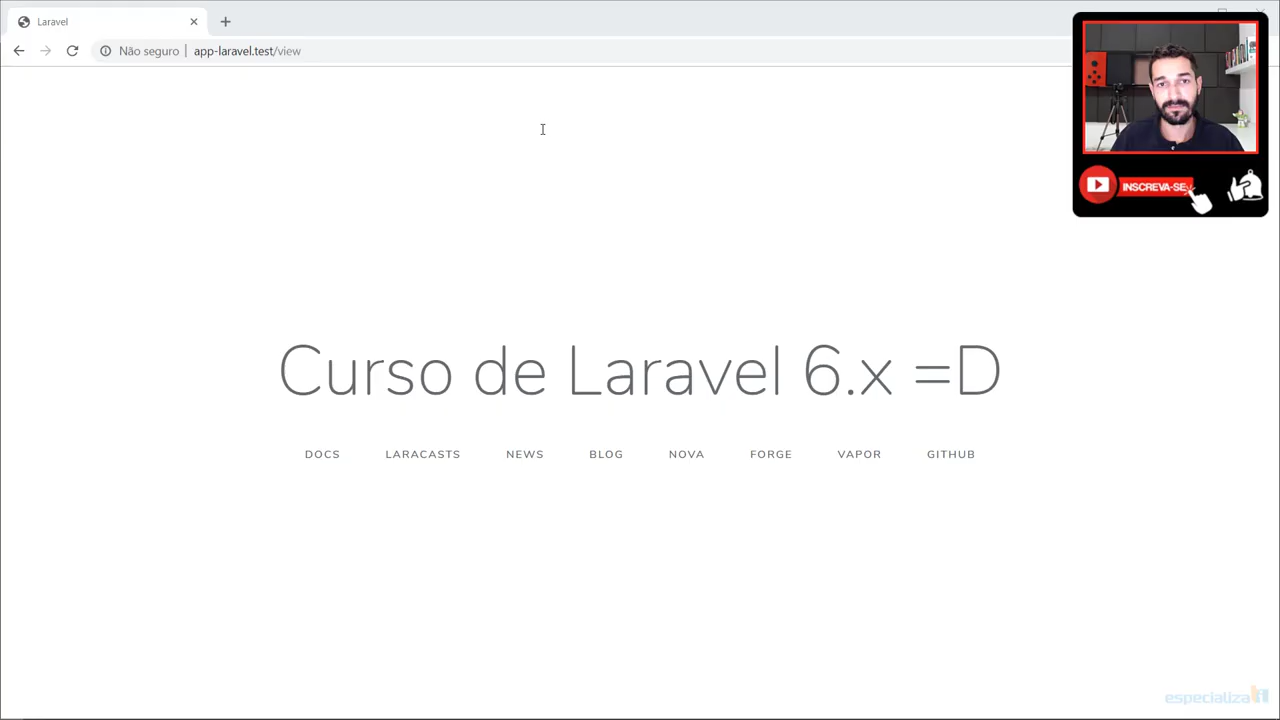 Laravel
Não seguro | app-laravel.test/view
INSCREVA-SE
Curso de Laravel 6.x =D
DOCS LARACASTS NEWS BLOG NOVA FORGE VAPOR GITHUB
especializati